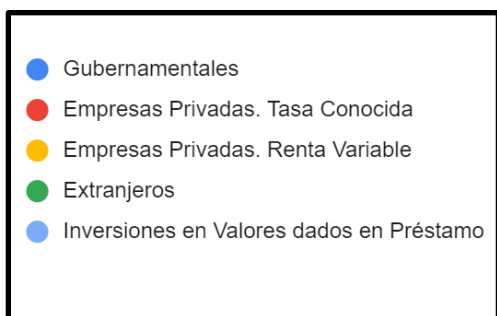 Gubernamentales
Empresas Privadas. Tasa Conocida
Empresas Privadas. Renta Variable
Extranjeros
Inversiones en Valores dados en Préstamo